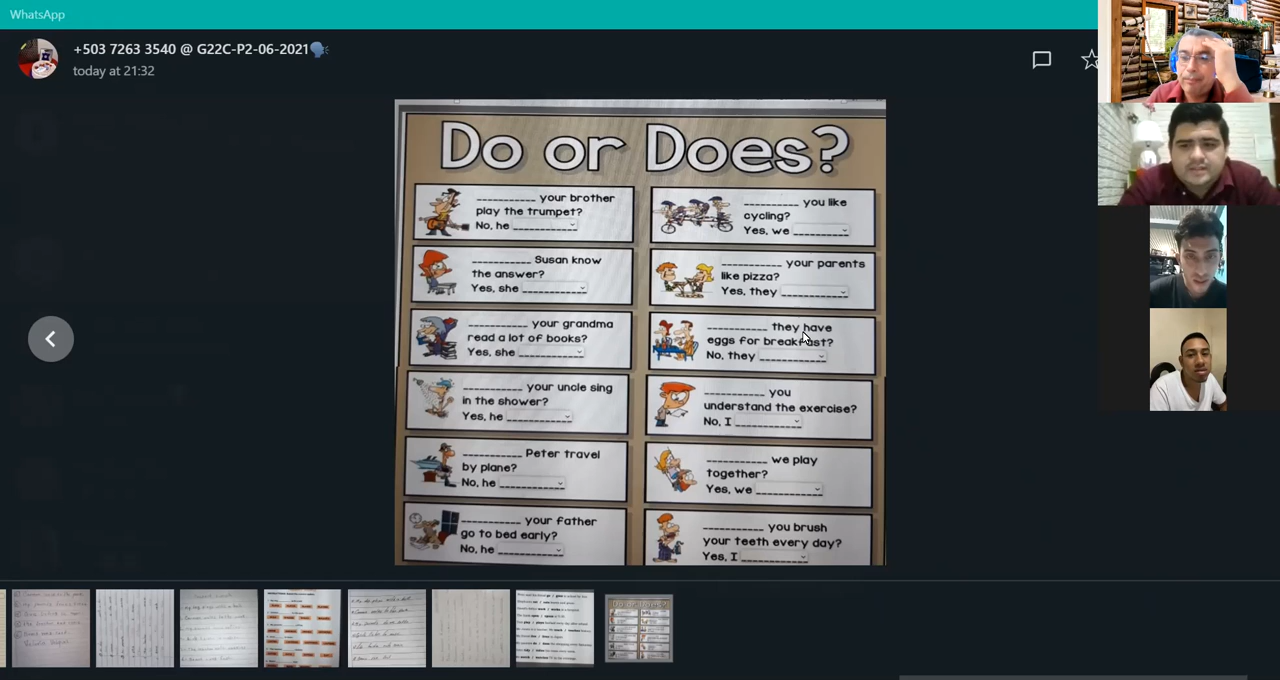 WhatsApp
+503 7263 3540 @ G22C-P2-06-2021🗣
today at 21:32
Do or Does?
__________ your brother
play the trumpet?
No, he __________
__________ Susan know
the answer?
Yes, she __________
__________ your grandma
read a lot of books?
Yes, she __________
__________ your uncle sing
in the shower?
Yes, he __________
__________ Peter travel
by plane?
No, he __________
__________ your father
go to bed early?
No, he __________
__________ you like
cycling?
Yes, we __________
__________ your parents
like pizza?
Yes, they __________
__________ they have
eggs for breakfast?
No, they __________
__________ you
understand the exercise?
No, I __________
__________ we play
together?
Yes, we __________
__________ you brush
your teeth every day?
Yes, I __________